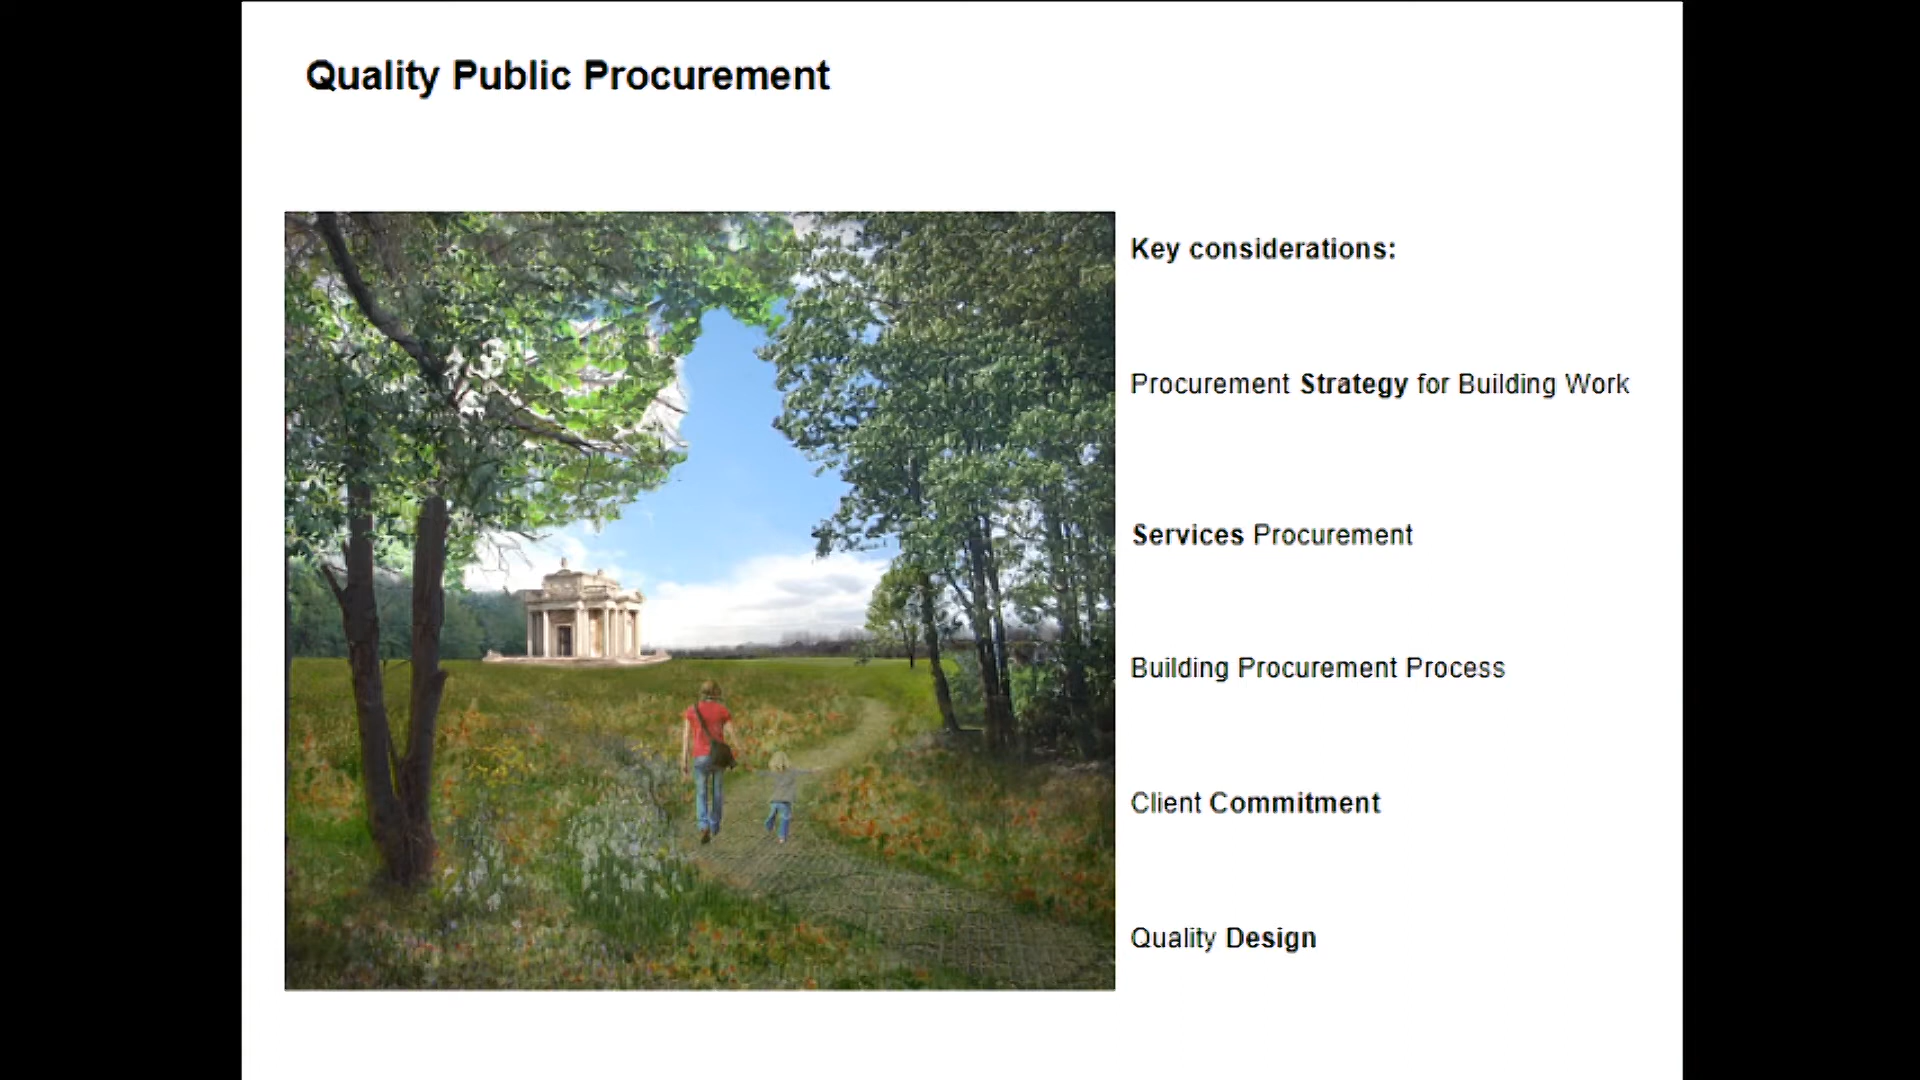 Quality Public Procurement
Key considerations:
Procurement Strategy for Building Work
Services Procurement
Building Procurement Process
Client Commitment
Quality Design